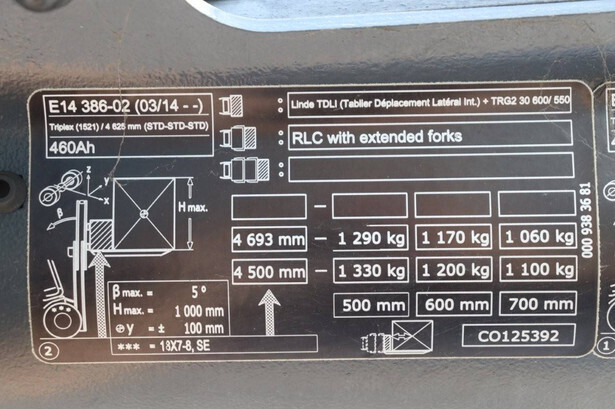 E14 386-02 (03/14 - -)
Triplex (1521) / 4 625 mm (STD-STD-STD)
460Ah
: Linde TDLI (Tablier Déplacement Latéral Int.) + TRG2 30 600/ 550
: RLC with extended forks
:
z
y
x
β
H max.
4 693 mm – 1 290 kg 1 170 kg 1 060 kg
4 500 mm – 1 330 kg 1 200 kg 1 100 kg
500 mm 600 mm 700 mm
β max. = 5°
H max. = 1 000 mm
y = ± 100 mm
*** = 18X7-8, SE
***
CO125392
000 938 36 81
2
1